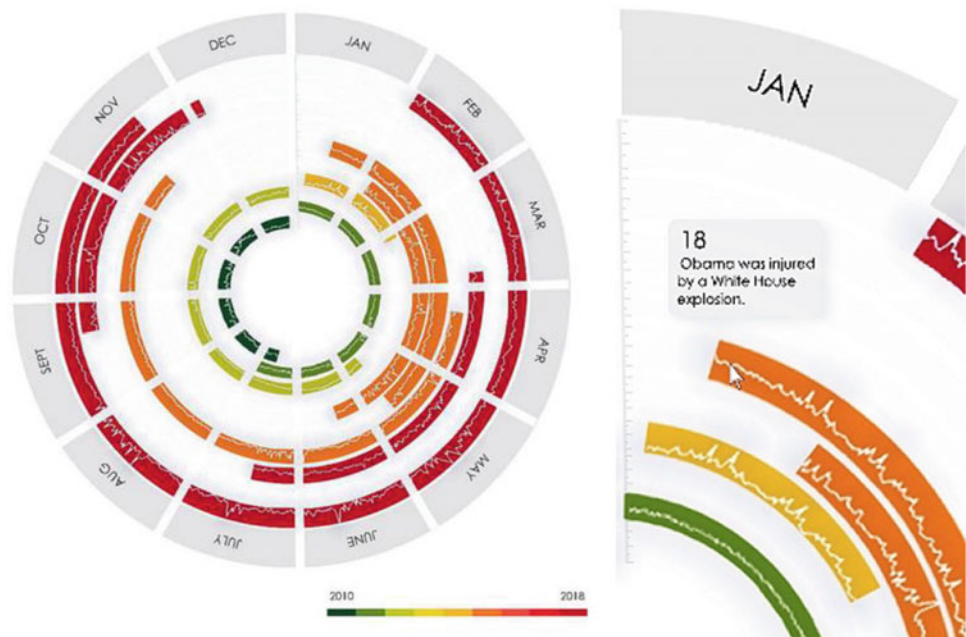 DEC
JAN
NOV
FEB
OCT
MAR
SEPT
APR
AUG
MAY
JULY
JUNE
2010
2018
JAN
18
Obama was injured
by a White House
explosion.